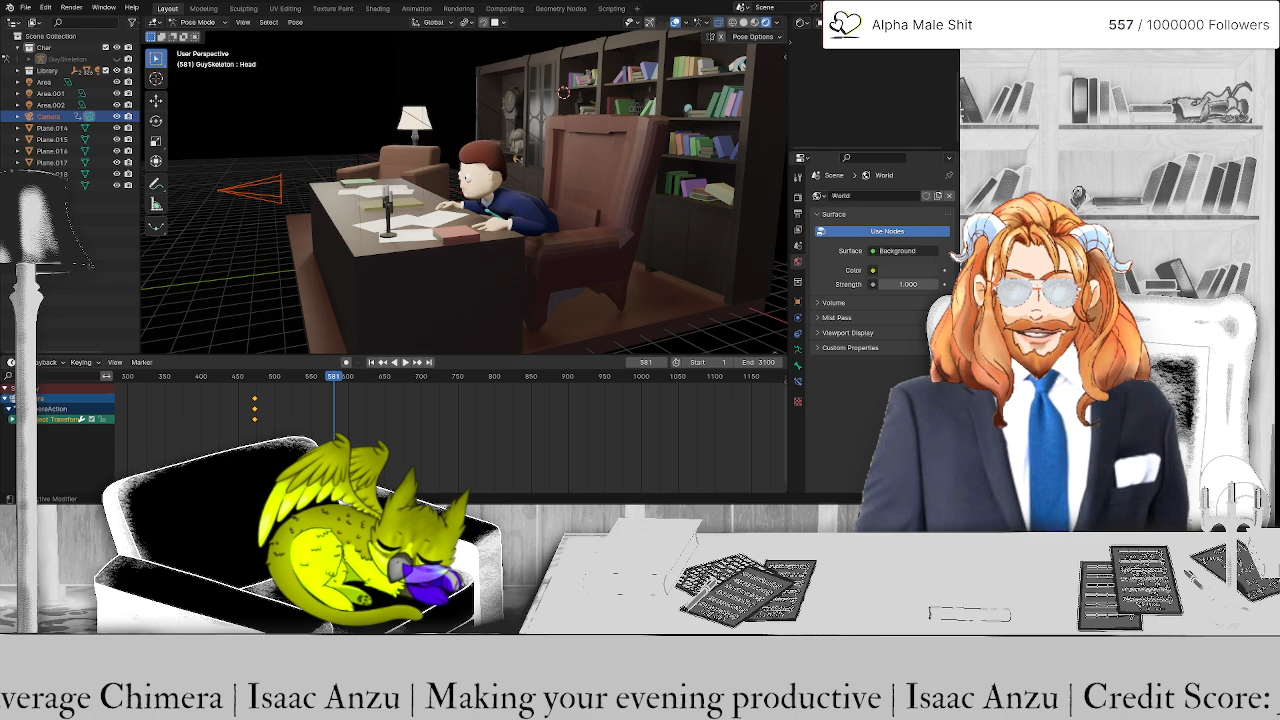 File Edit Render Window Help Layout Modeling Sculpting UV Editing Texture Paint Shading Animation Rendering Compositing Geometry Nodes Scripting + Scene
Alpha Male Shit 557 / 1000000 Followers
Pose Mode View Select Pose Global
Scene Collection
Pose Options
Char
GuySkeleton
Library
Area
Area.001
Area.002
Camera
Plane.014
Plane.015
Plane.016
Plane.017
User Perspective
(581) GuySkeleton : Head
Scene > World
World
Surface
Use Nodes
Surface Background
Color
Strength 1.000
Volume
Mist Pass
Viewport Display
Custom Properties
Keying View Marker 581 Start 1 End 3100
300 350 400 450 500 550 581 600 650 700 750 800 850 900 950 1000 1050 1100 1150
verage Chimera | Isaac Anzu | Making your evening productive | Isaac Anzu | Credit Score: